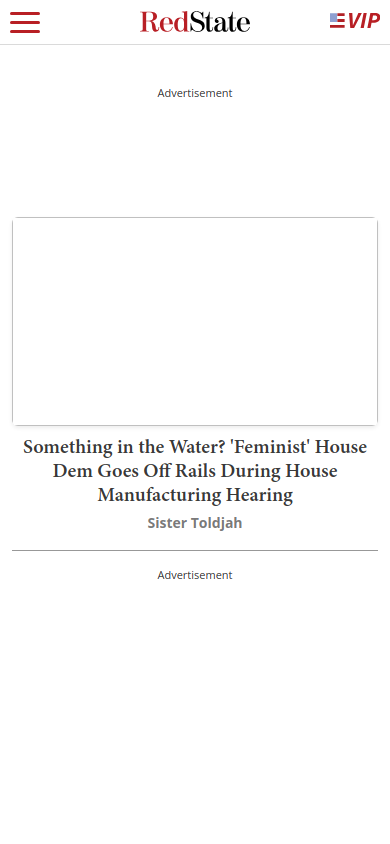 RedState
VIP
Advertisement
Something in the Water? 'Feminist' House
Dem Goes Off Rails During House
Manufacturing Hearing
Sister Toldjah
Advertisement